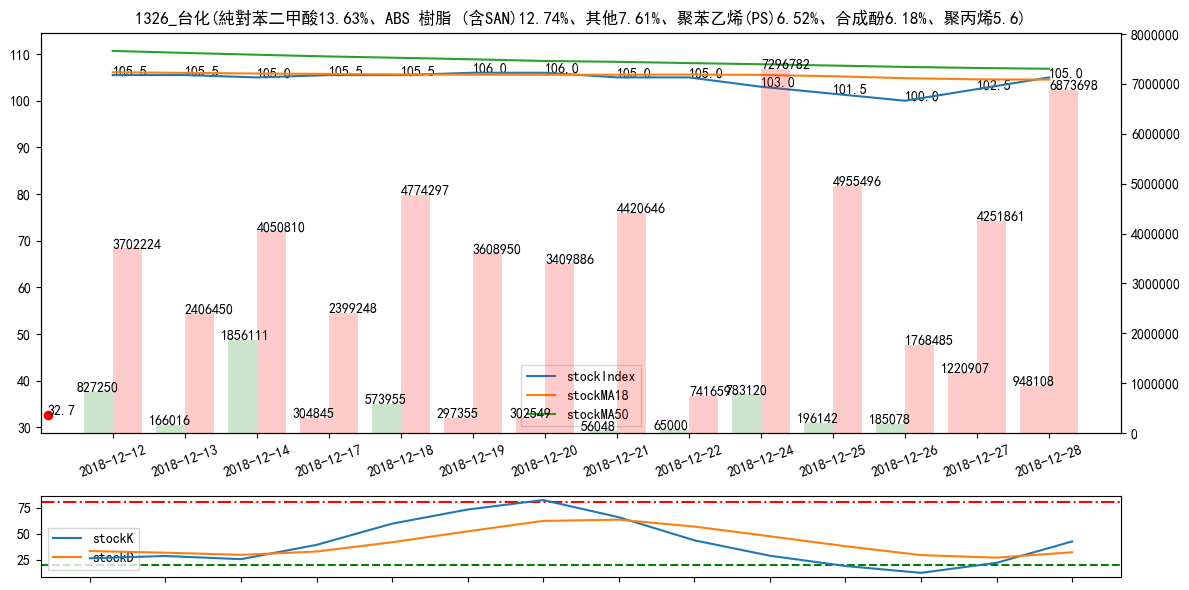 1326_台化(純對苯二甲酸13.63%、ABS 樹脂 (含SAN)12.74%、其他7.61%、聚苯乙烯(PS)6.52%、合成酚6.18%、聚丙烯5.6)
110
100
90
80
70
60
50
40
30
8000000
7000000
6000000
5000000
4000000
3000000
2000000
1000000
0
105.5 105.5 105.0 105.5 105.5 106.0 106.0 105.0 105.0 103.0 101.5 100.0 102.5 105.0
3702224 2406450 4050810 2399248 4774297 3608950 3409886 4420646 741659 7296782 4955496 1768485 4251861 6873698
827250 166016 1856111 304845 573955 297355 302549 56048 65000 783120 196142 185078 1220907 948108
32.7
stockIndex
stockMA18
stockMA50
2018-12-12 2018-12-13 2018-12-14 2018-12-17 2018-12-18 2018-12-19 2018-12-20 2018-12-21 2018-12-22 2018-12-24 2018-12-25 2018-12-26 2018-12-27 2018-12-28
75
50
25
stockK
stockD